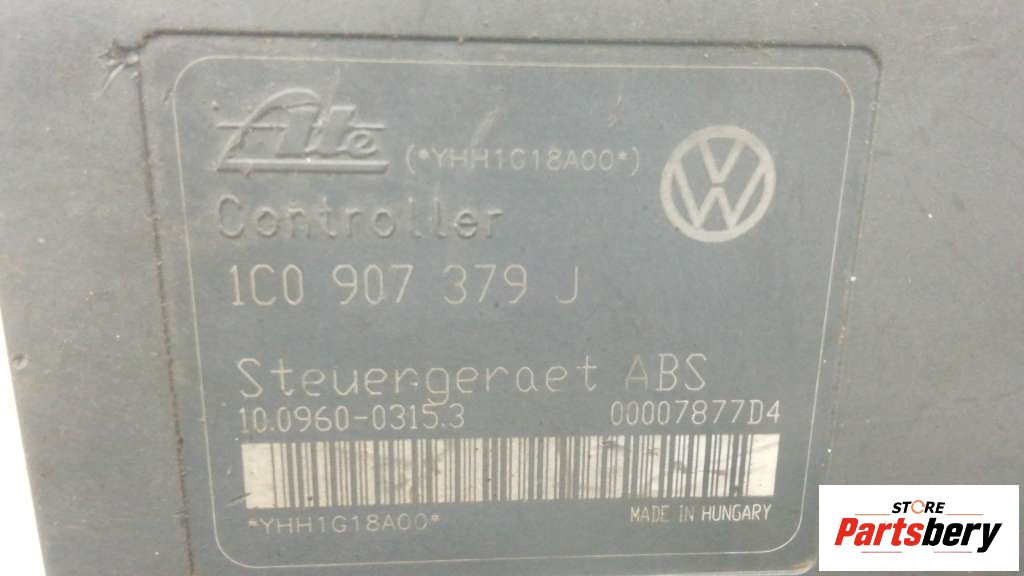 Ate (*YHH1G18A00*)
Controller
1C0 907 379 J
Steuergeraet ABS
10.0960-0315.3 00007877D4
*YHH1G18A00*
MADE IN HUNGARY
STORE
Partsbery